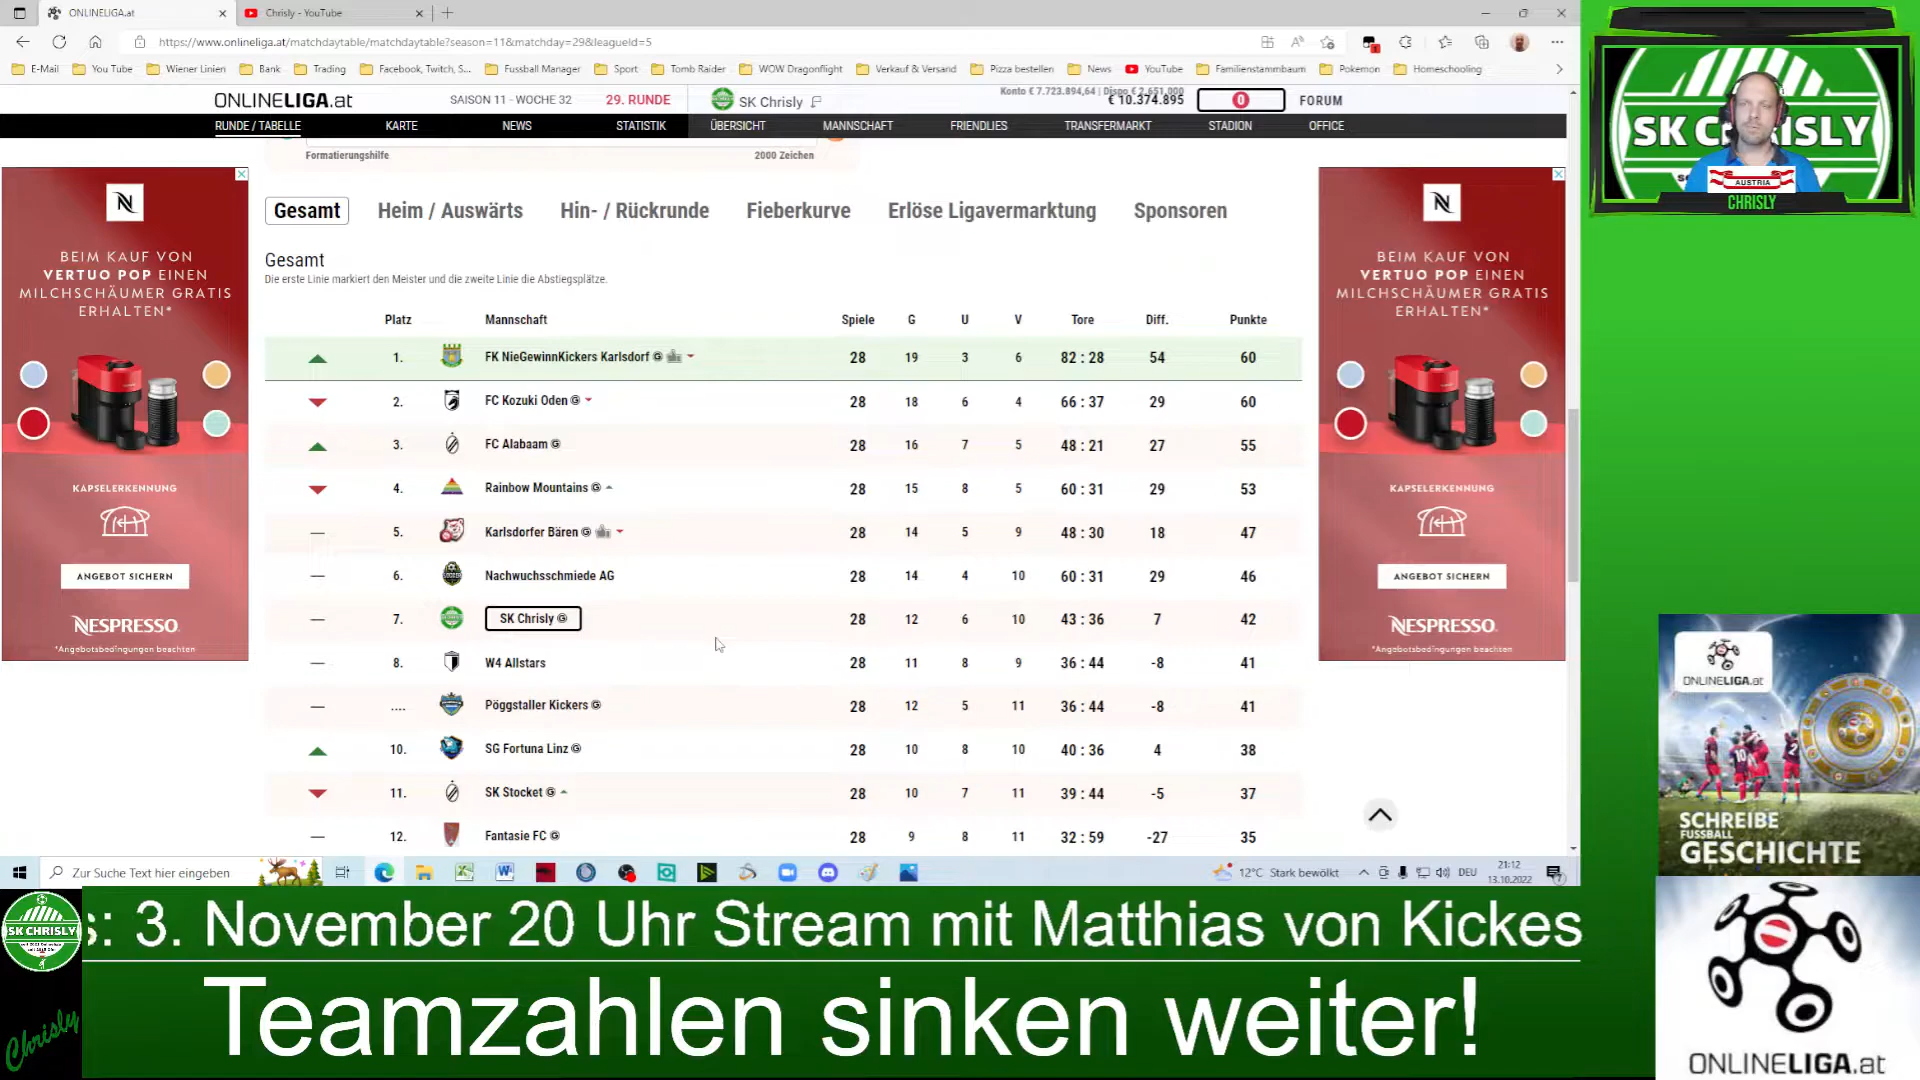 ONLINELIGA.at
Chrisly - YouTube
https://www.onlineliga.at/matchdaytable/matchdaytable?season=11&matchday=29&leagueId=5
E-Mail You Tube Wiener Linien Bank Trading Facebook, Twitch, S... Fussball Manager Sport Tomb Raider WOW Dragonflight Verkauf & Versand Pizza bestellen News YouTube Familienstammbaum Pokemon Homeschooling
ONLINELIGA.at SAISON 11 - WOCHE 32 29. RUNDE SK Chrisly
Konto € 7.723.894,64 | Dispo € 2.651.000
€ 10.374.895 0 FORUM
RUNDE / TABELLE KARTE NEWS STATISTIK ÜBERSICHT MANNSCHAFT FRIENDLIES TRANSFERMARKT STADION OFFICE
Formatierungshilfe 2000 Zeichen
Gesamt Heim / Auswärts Hin- / Rückrunde Fieberkurve Erlöse Ligavermarktung Sponsoren
Gesamt
Die erste Linie markiert den Meister und die zweite Linie die Abstiegsplätze.
Platz Mannschaft Spiele G U V Tore Diff. Punkte
1. FK NieGewinnKickers Karlsdorf G 28 19 3 6 82 : 28 54 60
2. FC Kozuki Oden G 28 18 6 4 66 : 37 29 60
3. FC Alabaam G 28 16 7 5 48 : 21 27 55
4. Rainbow Mountains G 28 15 8 5 60 : 31 29 53
5. Karlsdorfer Bären G 28 14 5 9 48 : 30 18 47
6. Nachwuchsschmiede AG 28 14 4 10 60 : 31 29 46
7. SK Chrisly G 28 12 6 10 43 : 36 7 42
8. W4 Allstars 28 11 8 9 36 : 44 -8 41
.... Pöggstaller Kickers G 28 12 5 11 36 : 44 -8 41
10. SG Fortuna Linz G 28 10 8 10 40 : 36 4 38
11. SK Stocket G 28 10 7 11 39 : 44 -5 37
12. Fantasie FC G 28 9 8 11 32 : 59 -27 35
N
BEIM KAUF VON
VERTUO POP EINEN
MILCHSCHÄUMER GRATIS
ERHALTEN*
KAPSELERKENNUNG
ANGEBOT SICHERN
NESPRESSO.
*Angebotsbedingungen beachten
N
BEIM KAUF VON
VERTUO POP EINEN
MILCHSCHÄUMER GRATIS
ERHALTEN*
KAPSELERKENNUNG
ANGEBOT SICHERN
NESPRESSO.
*Angebotsbedingungen beachten
Zur Suche Text hier eingeben
12°C Stark bewölkt DEU
21:12
13.10.2022
SK CHRISLY
AUSTRIA
CHRISLY
ONLINELIGA.at
SCHREIBE
FUSSBALL
GESCHICHTE
ONLINELIGA.at
SK CHRISLY
Chrisly
s: 3. November 20 Uhr Stream mit Matthias von Kickes
Teamzahlen sinken weiter!